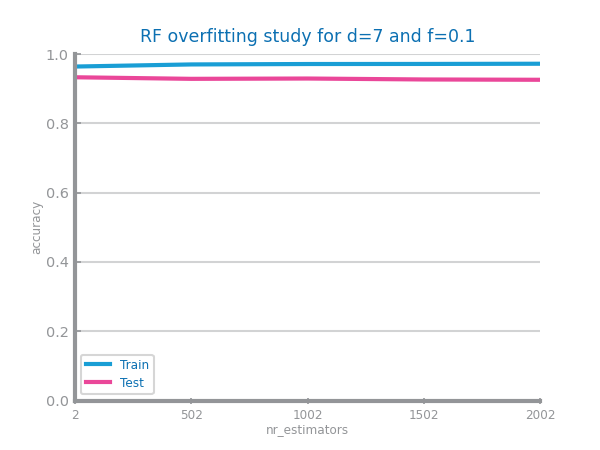 RF overfitting study for d=7 and f=0.1
1.0
0.8
0.6
0.4
0.2
0.0
accuracy
Train
Test
2 502 1002 1502 2002
nr_estimators